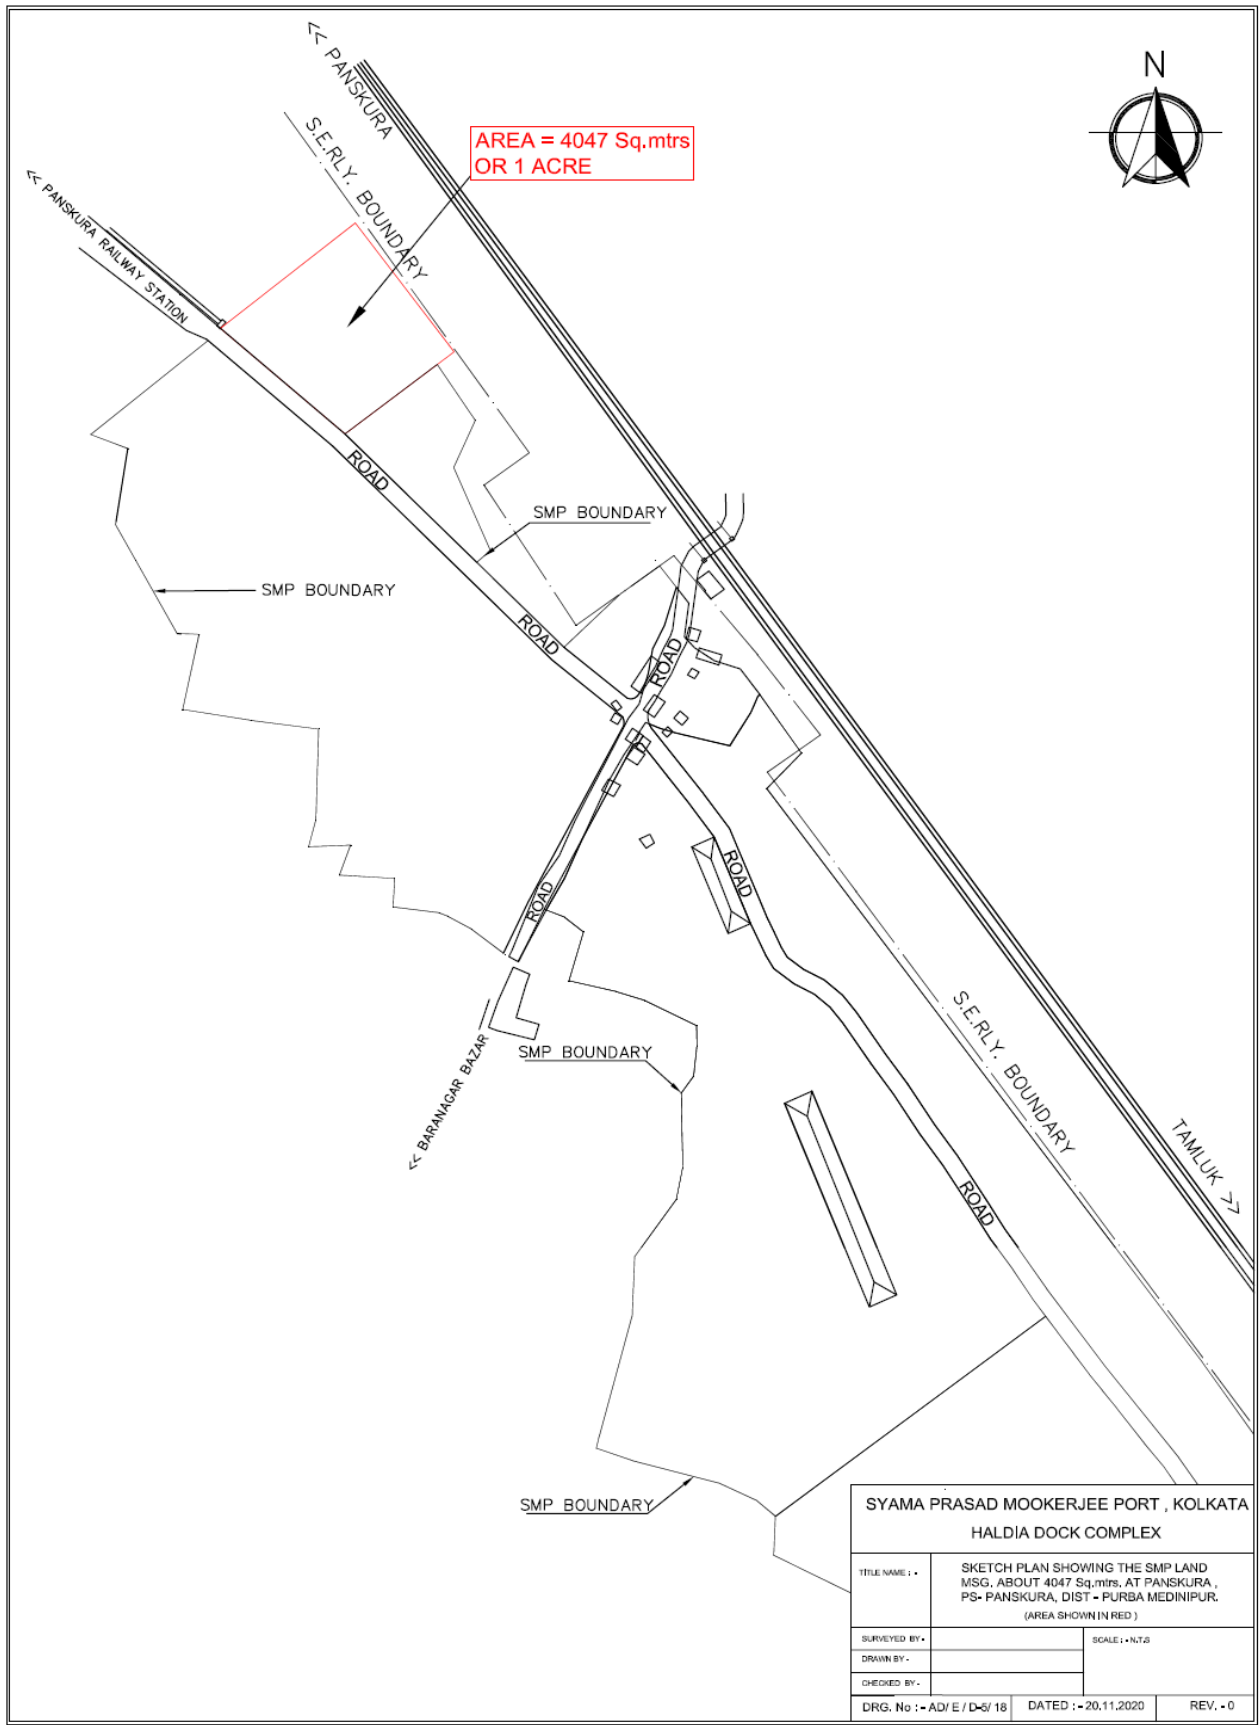 << PANSKURA
N
S.E.RLY. BOUNDARY
AREA = 4047 Sq.mtrs
OR 1 ACRE
<< PANSKURA RAILWAY STATION
ROAD
SMP BOUNDARY
SMP BOUNDARY
ROAD
ROAD
ROAD
ROAD
S.E.RLY. BOUNDARY
SMP BOUNDARY
<< BARANAGAR BAZAR
TAMLUK >>
ROAD
SMP BOUNDARY
SYAMA PRASAD MOOKERJEE PORT , KOLKATA
HALDIA DOCK COMPLEX
TITLE NAME : -
SKETCH PLAN SHOWING THE SMP LAND
MSG. ABOUT 4047 Sq.mtrs. AT PANSKURA ,
PS- PANSKURA, DIST - PURBA MEDINIPUR.
(AREA SHOWN IN RED )
SURVEYED BY -
SCALE : - N.T.S
DRAWN BY -
CHECKED BY -
DRG. No : - AD/ E / D-5/ 18
DATED : - 20.11.2020
REV. - 0